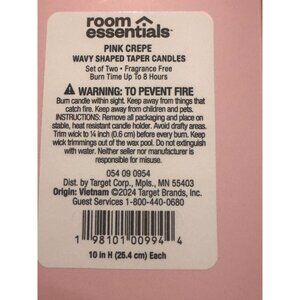 room
essentials™
PINK CREPE
WAVY SHAPED TAPER CANDLES
Set of Two • Fragrance Free
Burn Time Up To 8 Hours
⚠ WARNING: TO PEVENT FIRE
Burn candle within sight. Keep away from things that
catch fire. Keep away from children and pets.
INSTRUCTIONS: Remove all packaging and place on
stable, heat resistant candle holder. Avoid drafty areas.
Trim wick to ¼ inch (0.6 cm) before every burn. Keep
wick trimmings out of the wax pool. Do not extinguish
with water. Neither seller nor manufacturer is
responsible for misuse.
054 09 0954
Dist. by Target Corp., Mpls., MN 55403
Origin: Vietnam ©2024 Target Brands, Inc.
Guest Services 1-800-440-0680
1 98101 00994 4
10 in H (25.4 cm) Each